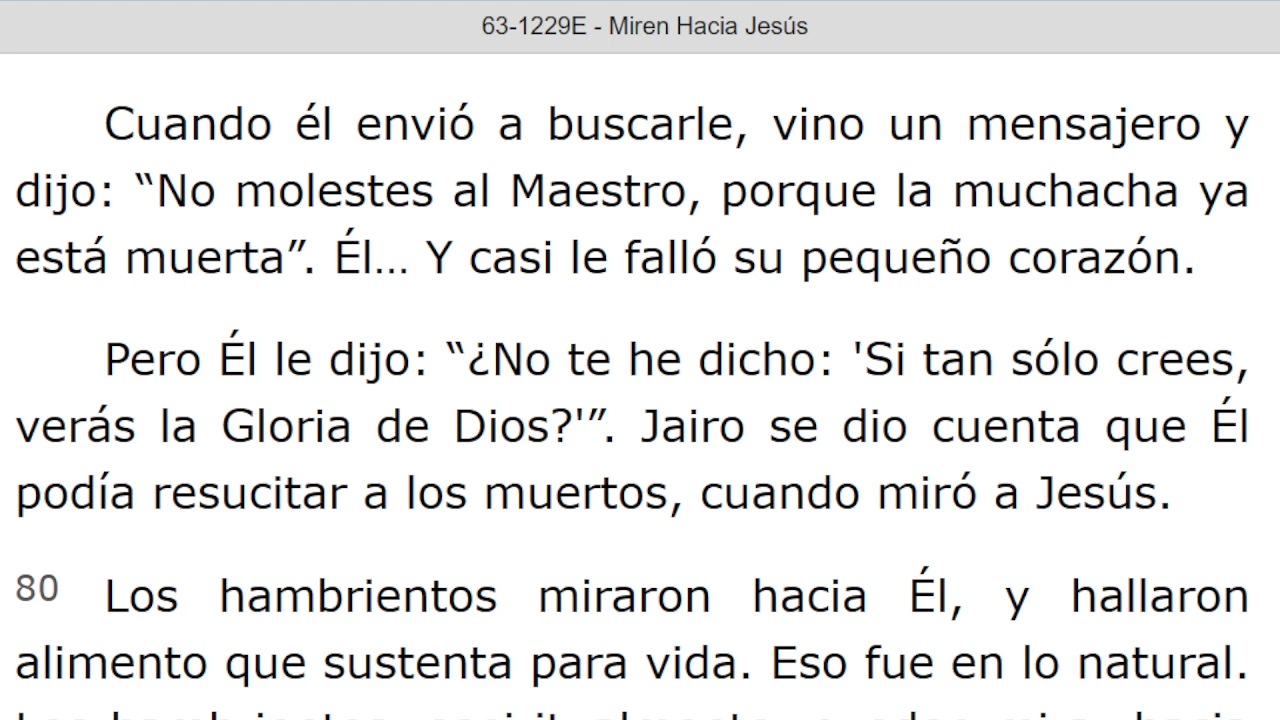 63-1229E - Miren Hacia Jesús
Cuando él envió a buscarle, vino un mensajero y
dijo: “No molestes al Maestro, porque la muchacha ya
está muerta”. Él... Y casi le falló su pequeño corazón.
Pero Él le dijo: “¿No te he dicho: 'Si tan sólo crees,
verás la Gloria de Dios?'”. Jairo se dio cuenta que Él
podía resucitar a los muertos, cuando miró a Jesús.
80 Los hambrientos miraron hacia Él, y hallaron
alimento que sustenta para vida. Eso fue en lo natural.